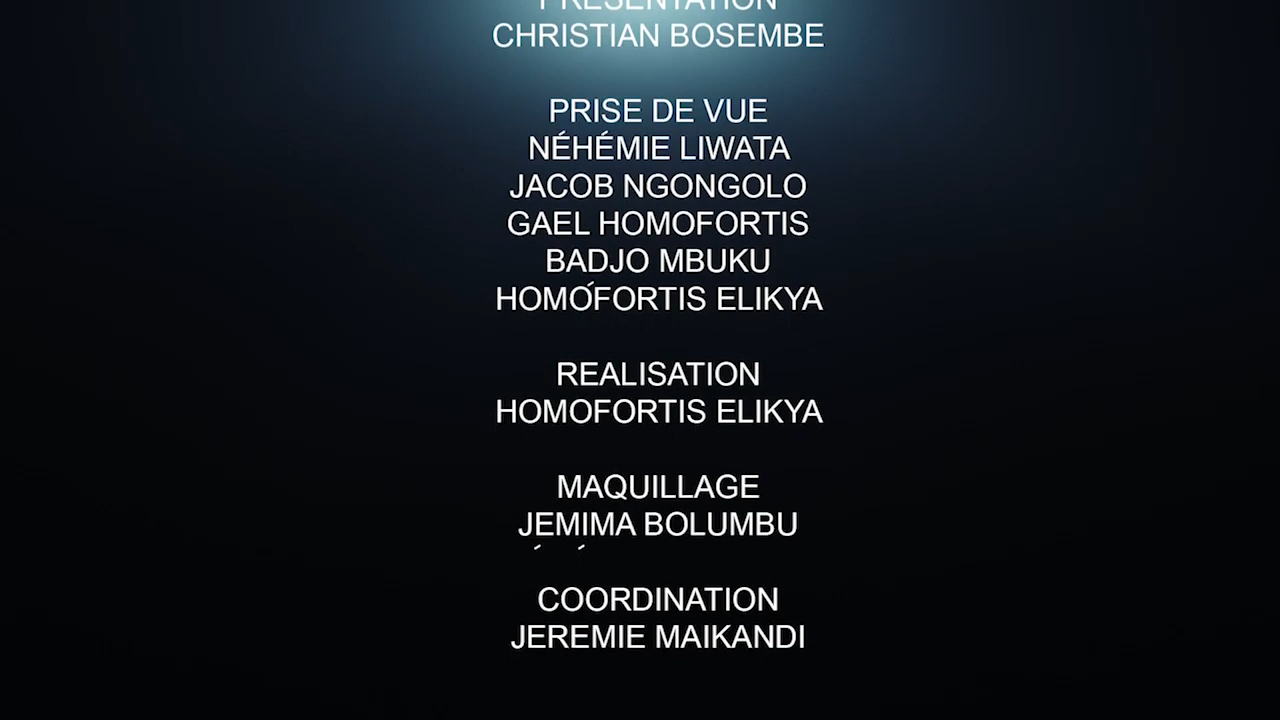 PRESENTATION
CHRISTIAN BOSEMBE
PRISE DE VUE
NÉHÉMIE LIWATA
JACOB NGONGOLO
GAEL HOMOFORTIS
BADJO MBUKU
HOMOFORTIS ELIKYA
REALISATION
HOMOFORTIS ELIKYA
MAQUILLAGE
JEMIMA BOLUMBU
COORDINATION
JEREMIE MAIKANDI